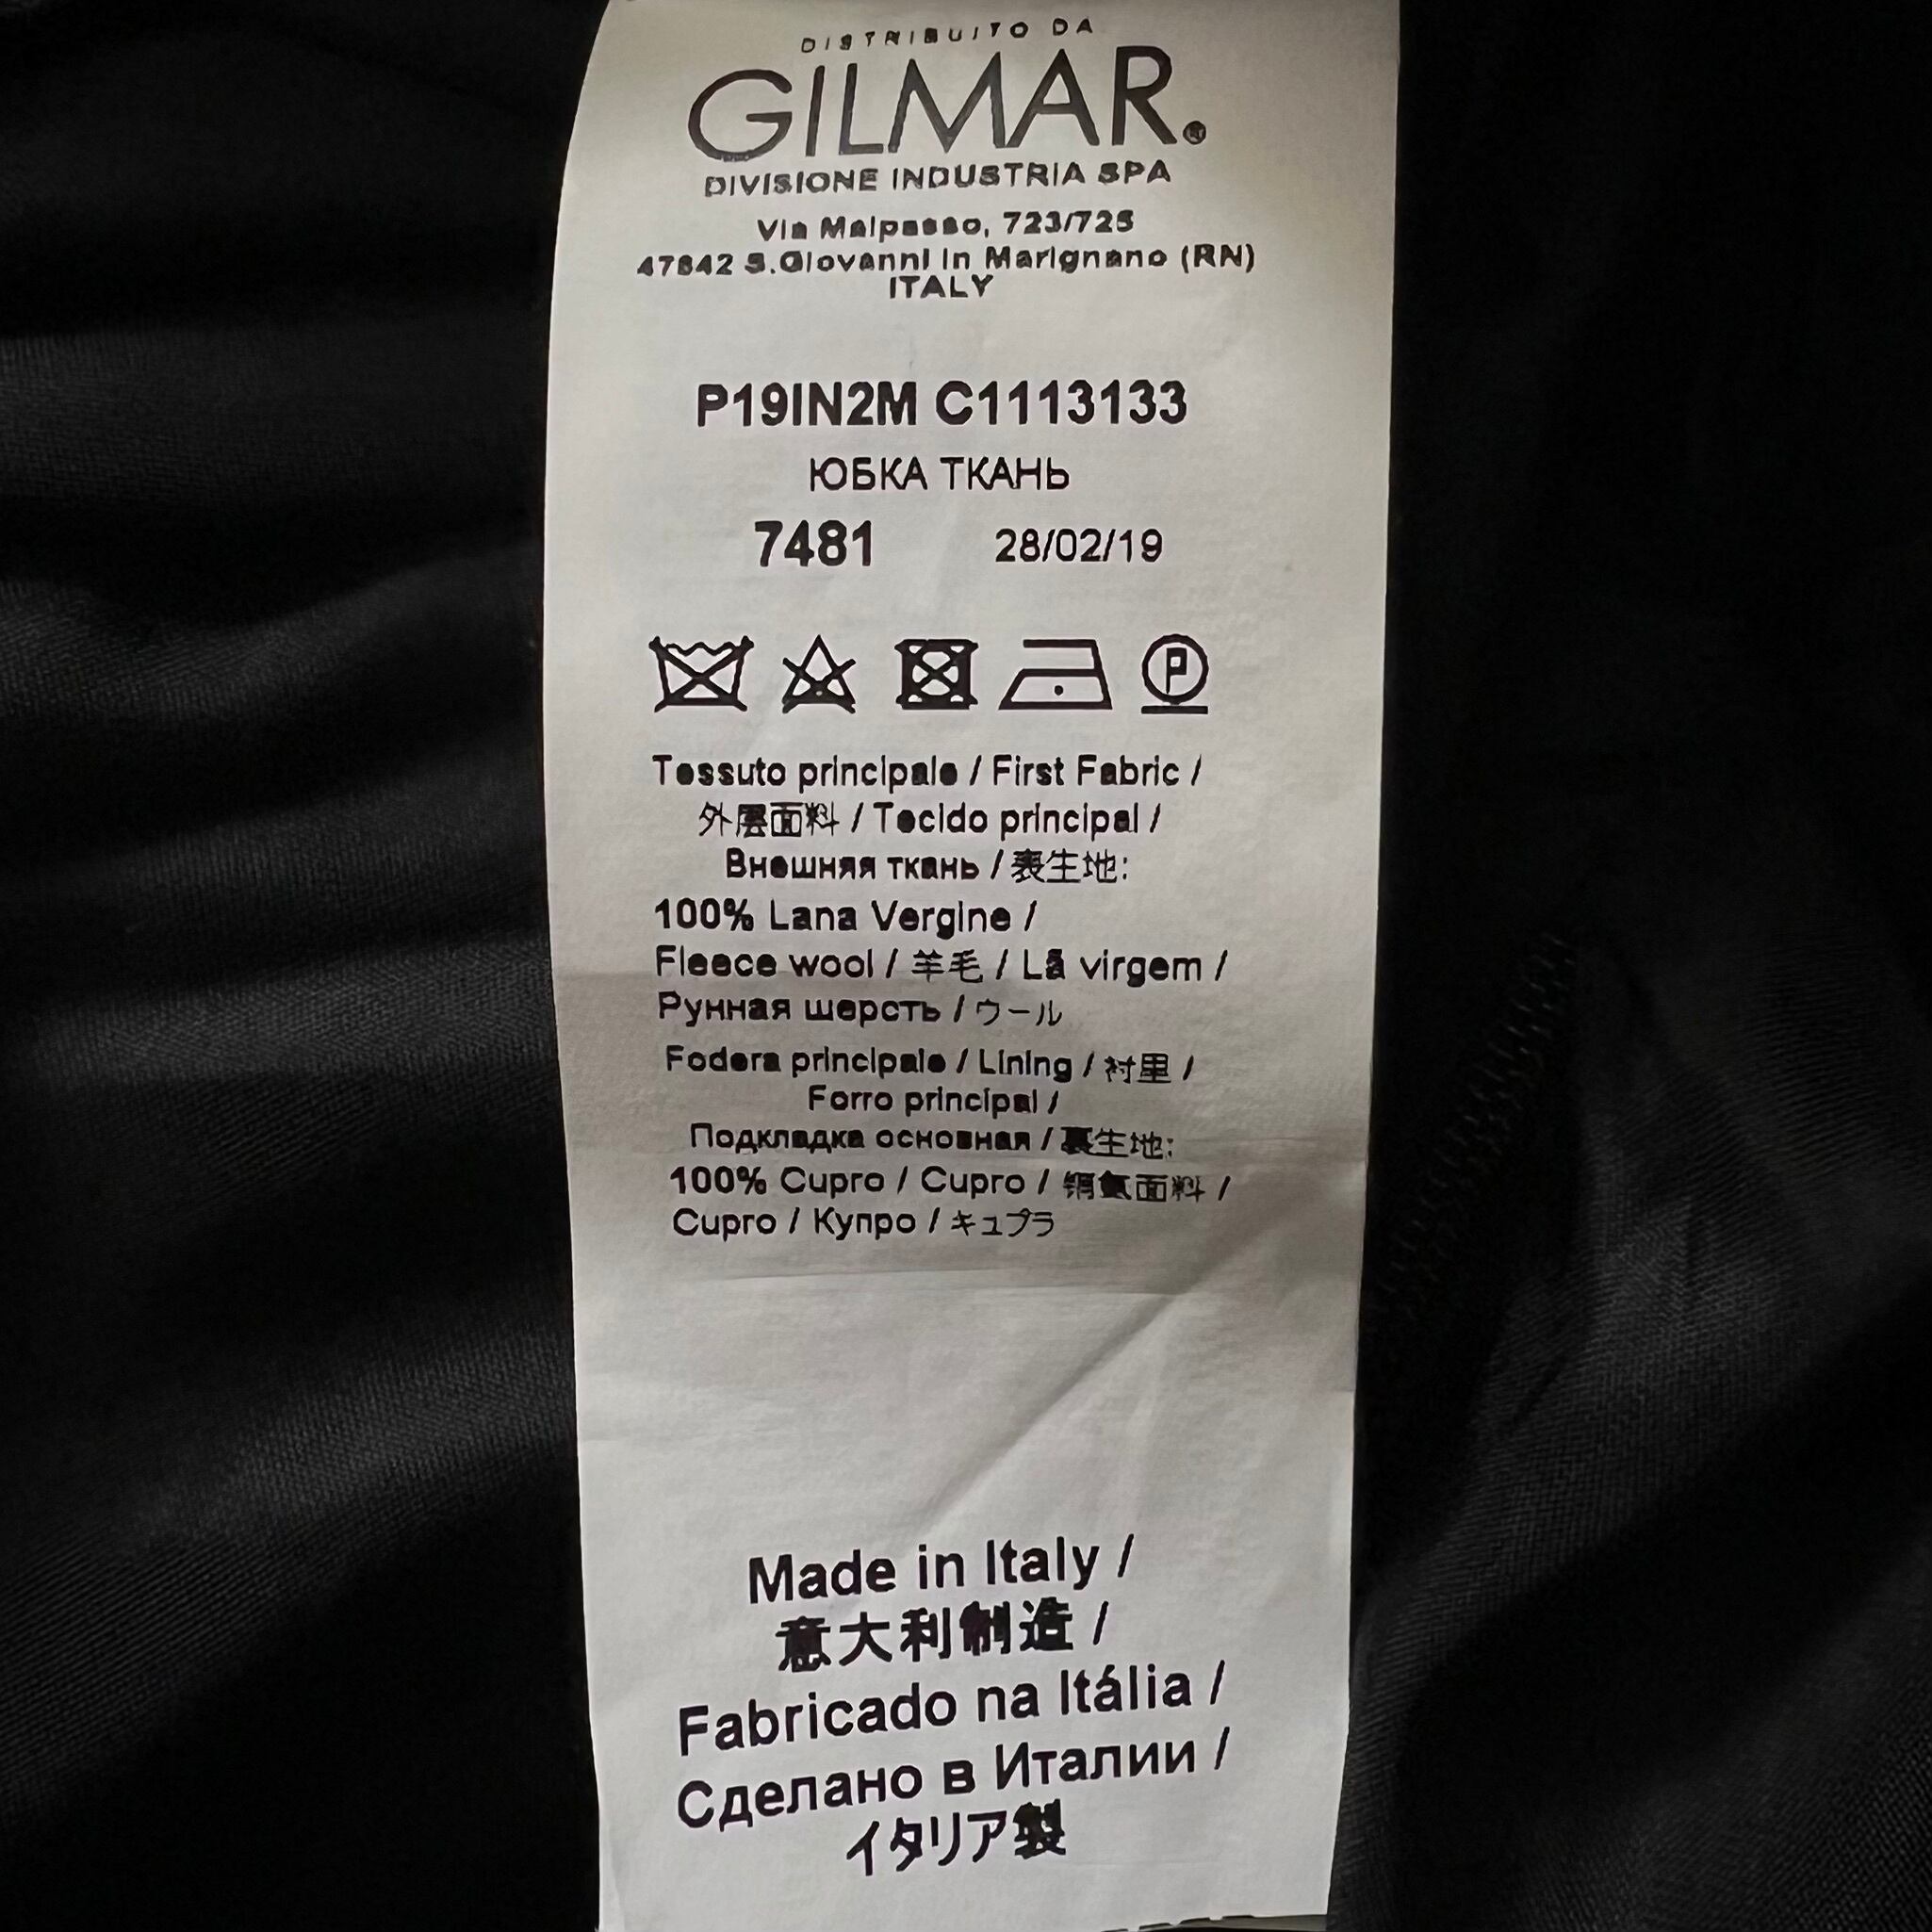 DISTRIBUITO DA
GILMAR®
DIVISIONE INDUSTRIA SPA
Via Malpasso, 723/725
47842 S.Giovanni in Marignano (RN)
ITALY
P19IN2M C1113133
ЮБКА ТКАНЬ
7481 28/02/19
P
Tessuto principale / First Fabric /
外层面料 / Tecido principal /
Внешняя ткань / 表生地:
100% Lana Vergine /
Fleece wool / 羊毛 / Lã virgem /
Рунная шерсть / ウール
Fodera principale / Lining / 衬里 /
Forro principal /
Подкладка основная / 裏生地:
100% Cupro / Cupro / 铜氨面料 /
Cupro / Купро / キュプラ
Made in Italy /
意大利制造 /
Fabricado na Itália /
Сделано в Италии /
イタリア製